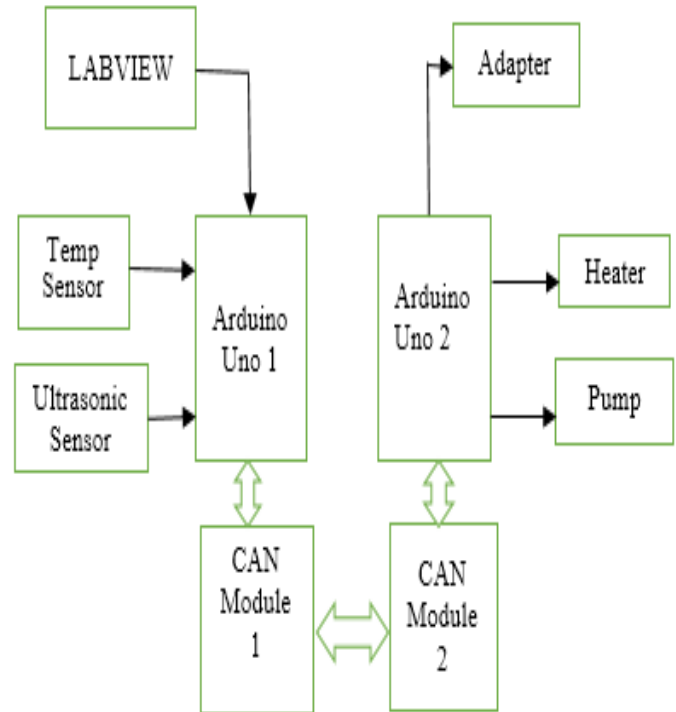 LABVIEW
Adapter
Temp
Sensor
Arduino
Uno 1
Arduino
Uno 2
Heater
Ultrasonic
Sensor
Pump
CAN
Module
1
CAN
Module
2